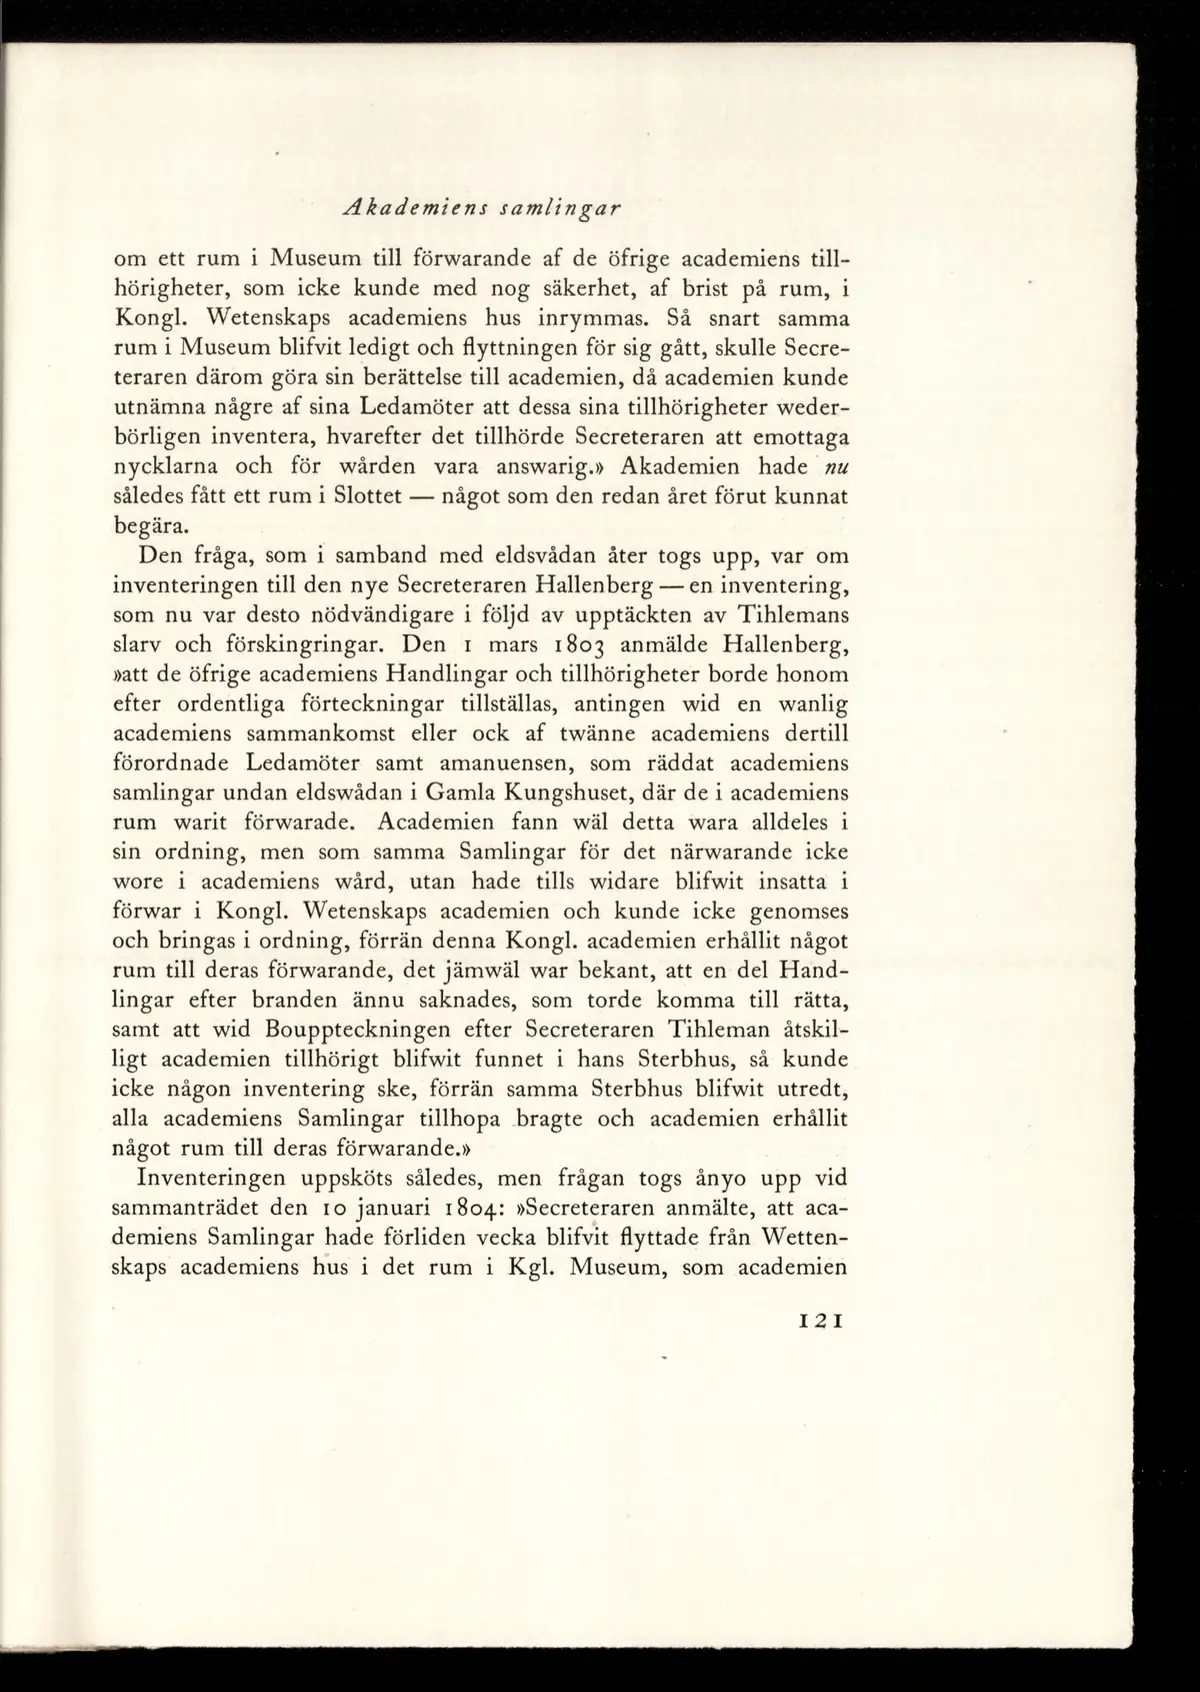 Akademiens samlingar
om ett rum i Museum till förwarande af de öfrige academiens till-
hörigheter, som icke kunde med nog säkerhet, af brist på rum, i
Kongl. Wetenskaps academiens hus inrymmas. Så snart samma
rum i Museum blifvit ledigt och flyttningen för sig gått, skulle Secre-
teraren därom göra sin berättelse till academien, då academien kunde
utnämna någre af sina Ledamöter att dessa sina tillhörigheter weder-
börligen inventera, hvarefter det tillhörde Secreteraren att emottaga
nycklarna och för wården vara answarig.» Akademien hade nu
således fått ett rum i Slottet — något som den redan året förut kunnat
begära.
Den fråga, som i samband med eldsvådan åter togs upp, var om
inventeringen till den nye Secreteraren Hallenberg — en inventering,
som nu var desto nödvändigare i följd av upptäckten av Tihlemans
slarv och förskingringar. Den 1 mars 1803 anmälde Hallenberg,
»att de öfrige academiens Handlingar och tillhörigheter borde honom
efter ordentliga förteckningar tillställas, antingen wid en wanlig
academiens sammankomst eller ock af twänne academiens dertill
förordnade Ledamöter samt amanuensen, som räddat academiens
samlingar undan eldswådan i Gamla Kungshuset, där de i academiens
rum warit förwarade. Academien fann wäl detta wara alldeles i
sin ordning, men som samma Samlingar för det närwarande icke
wore i academiens wård, utan hade tills widare blifwit insatta i
förwar i Kongl. Wetenskaps academien och kunde icke genomses
och bringas i ordning, förrän denna Kongl. academien erhållit något
rum till deras förwarande, det jämwäl war bekant, att en del Hand-
lingar efter branden ännu saknades, som torde komma till rätta,
samt att wid Bouppteckningen efter Secreteraren Tihleman åtskil-
ligt academien tillhörigt blifwit funnet i hans Sterbhus, så kunde
icke någon inventering ske, förrän samma Sterbhus blifwit utredt,
alla academiens Samlingar tillhopa bragte och academien erhållit
något rum till deras förwarande.»
Inventeringen uppsköts således, men frågan togs ånyo upp vid
sammanträdet den 10 januari 1804: »Secreteraren anmälte, att aca-
demiens Samlingar hade förliden vecka blifvit flyttade från Wetten-
skaps academiens hus i det rum i Kgl. Museum, som academien
121